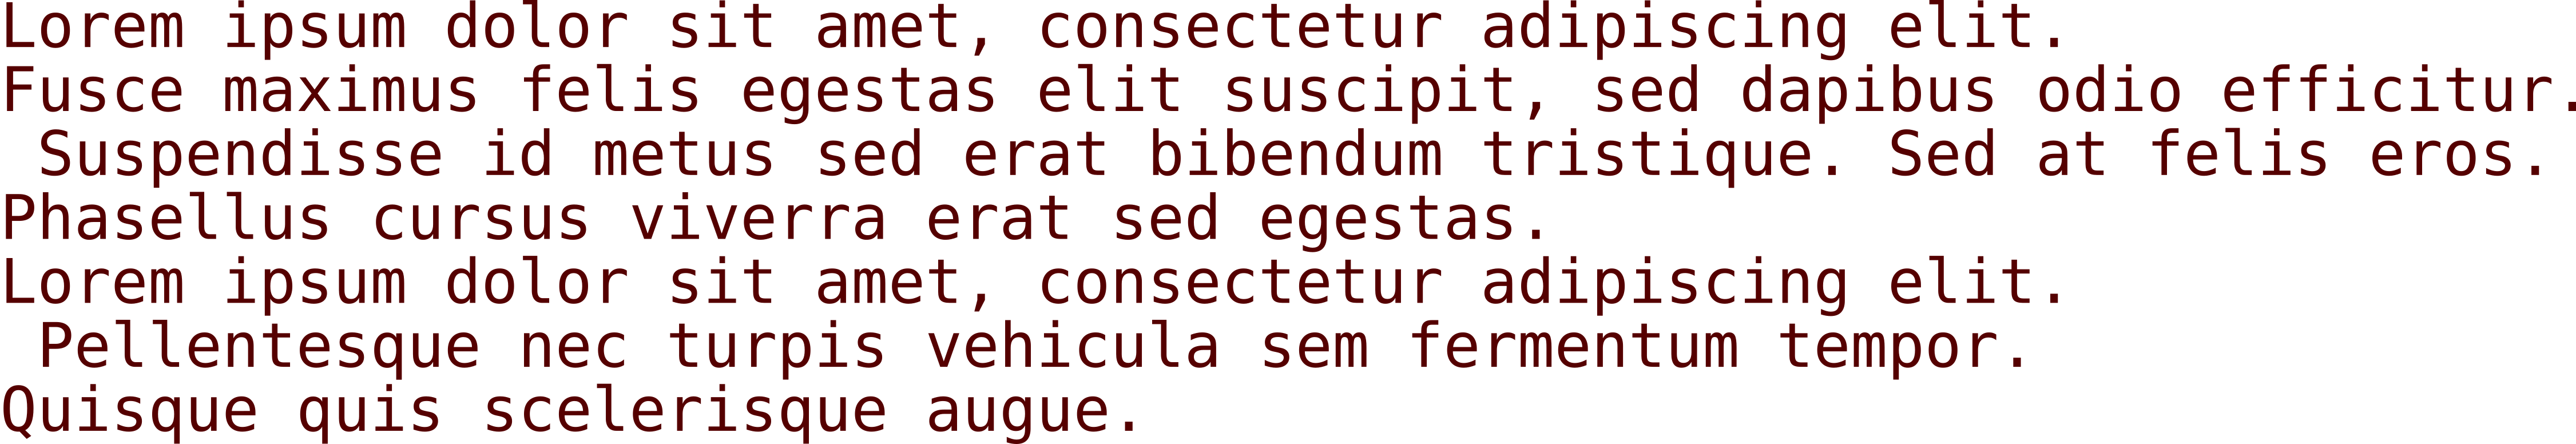 Lorem ipsum dolor sit amet, consectetur adipiscing elit.
Fusce maximus felis egestas elit suscipit, sed dapibus odio efficitur.
 Suspendisse id metus sed erat bibendum tristique. Sed at felis eros.
Phasellus cursus viverra erat sed egestas.
Lorem ipsum dolor sit amet, consectetur adipiscing elit.
 Pellentesque nec turpis vehicula sem fermentum tempor.
Quisque quis scelerisque augue.